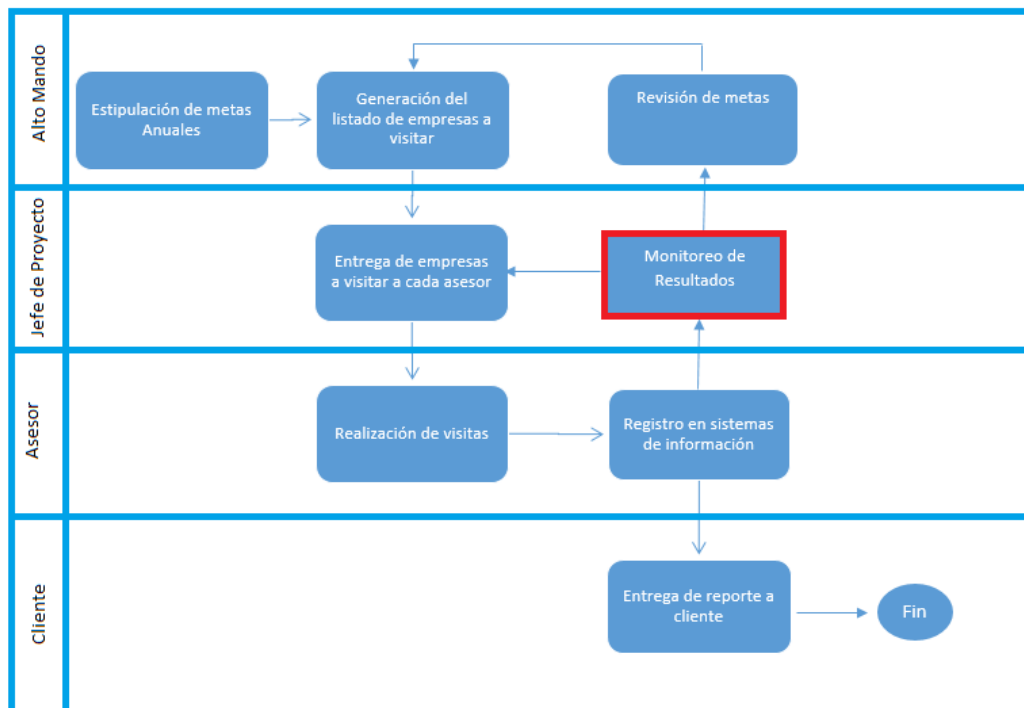 Alto Mando
Estipulación de metas
Anuales
Generación del
listado de empresas a
visitar
Revisión de metas
Jefe de Proyecto
Entrega de empresas
a visitar a cada asesor
Monitoreo de
Resultados
Asesor
Realización de visitas
Registro en sistemas
de información
Cliente
Entrega de reporte a
cliente
Fin